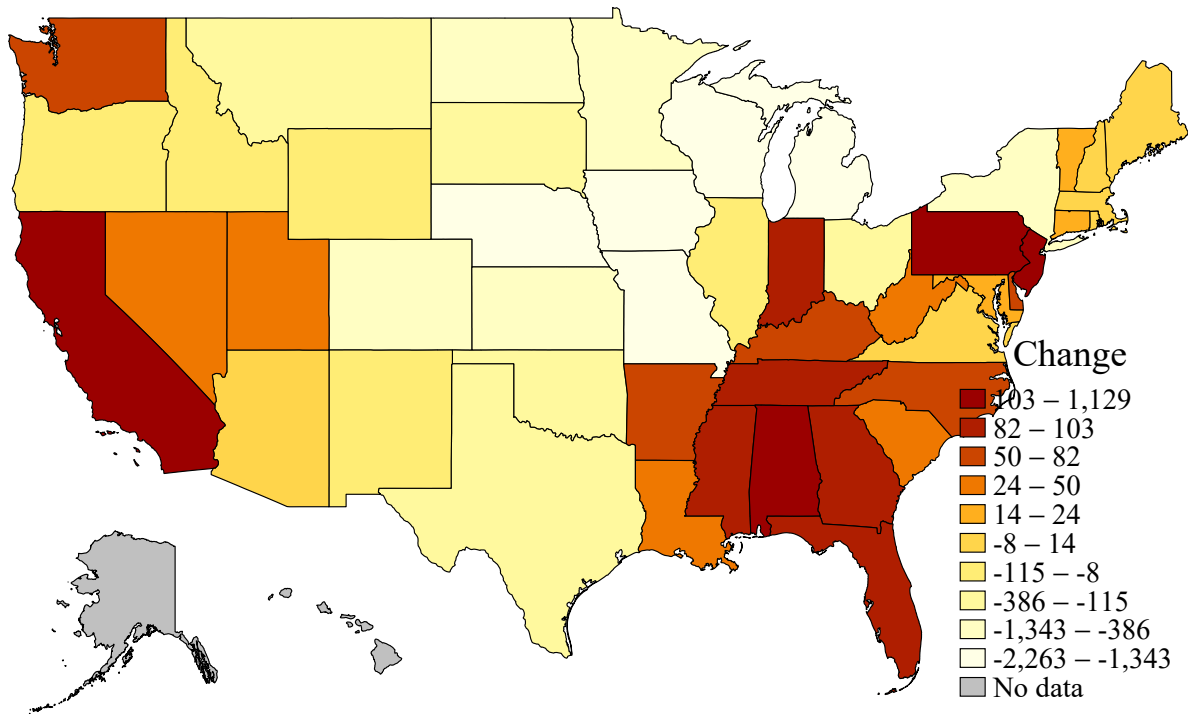 Change
103 – 1,129
82 – 103
50 – 82
24 – 50
14 – 24
-8 – 14
-115 – -8
-386 – -115
-1,343 – -386
-2,263 – -1,343
No data